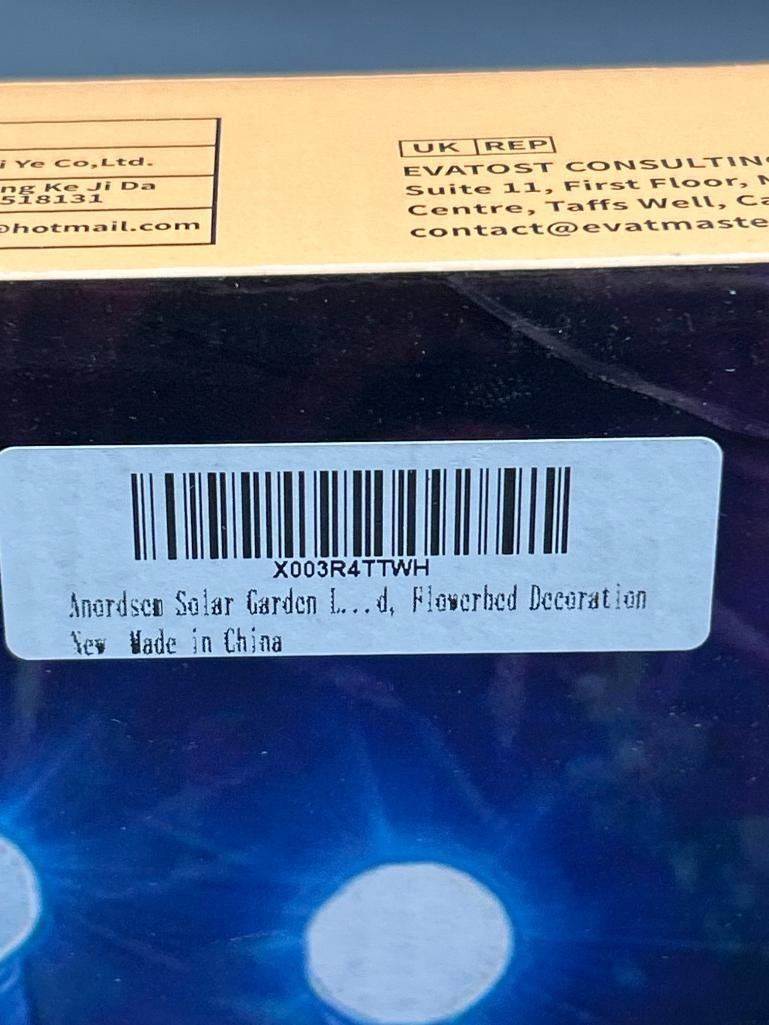 i Ye Co,Ltd.
ng Ke Ji Da
518131
@hotmail.com
UK REP
EVATOST CONSULTIN
Suite 11, First Floor, M
Centre, Taffs Well, Ca
contact@evatmaste
X003R4TTWH
Anordsem Solar Garden L...d, Flowerbed Decoration
New Made in China